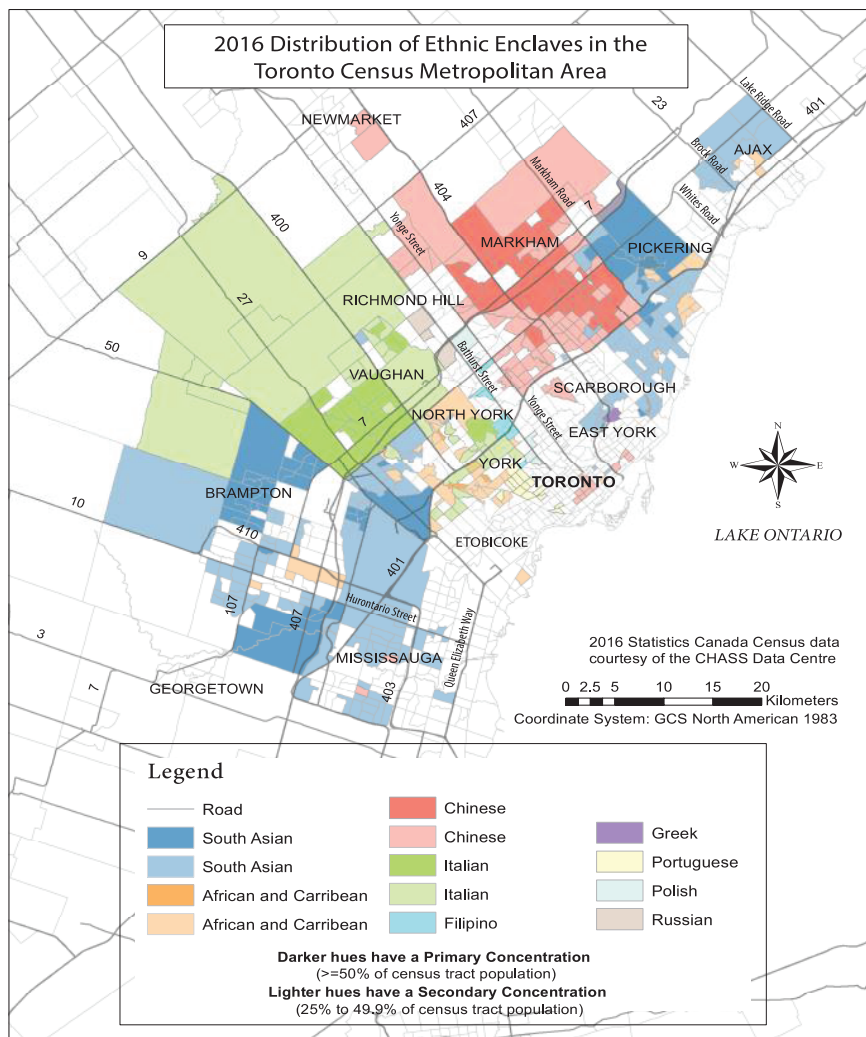 2016 Distribution of Ethnic Enclaves in the
Toronto Census Metropolitan Area
Lake Ridge Road
401
23
407
NEWMARKET
Brock Road
AJAX
Markham Road
404
Whites Road
7
400
Yonge Street
MARKHAM
PICKERING
9
27
RICHMOND HILL
50
Bathurst Street
VAUGHAN
SCARBOROUGH
Yonge Street
7
NORTH YORK
EAST YORK
N
W
E
S
YORK
TORONTO
BRAMPTON
10
410
ETOBICOKE
LAKE ONTARIO
401
107
407
Hurontario Street
Queen Elizabeth Way
3
MISSISSAUGA
403
GEORGETOWN
7
2016 Statistics Canada Census data
courtesy of the CHASS Data Centre
0 2.5 5 10 15 20
Kilometers
Coordinate System: GCS North American 1983
Legend
Road
South Asian
South Asian
African and Carribean
African and Carribean
Chinese
Chinese
Italian
Italian
Filipino
Greek
Portuguese
Polish
Russian
Darker hues have a Primary Concentration
(>=50% of census tract population)
Lighter hues have a Secondary Concentration
(25% to 49.9% of census tract population)